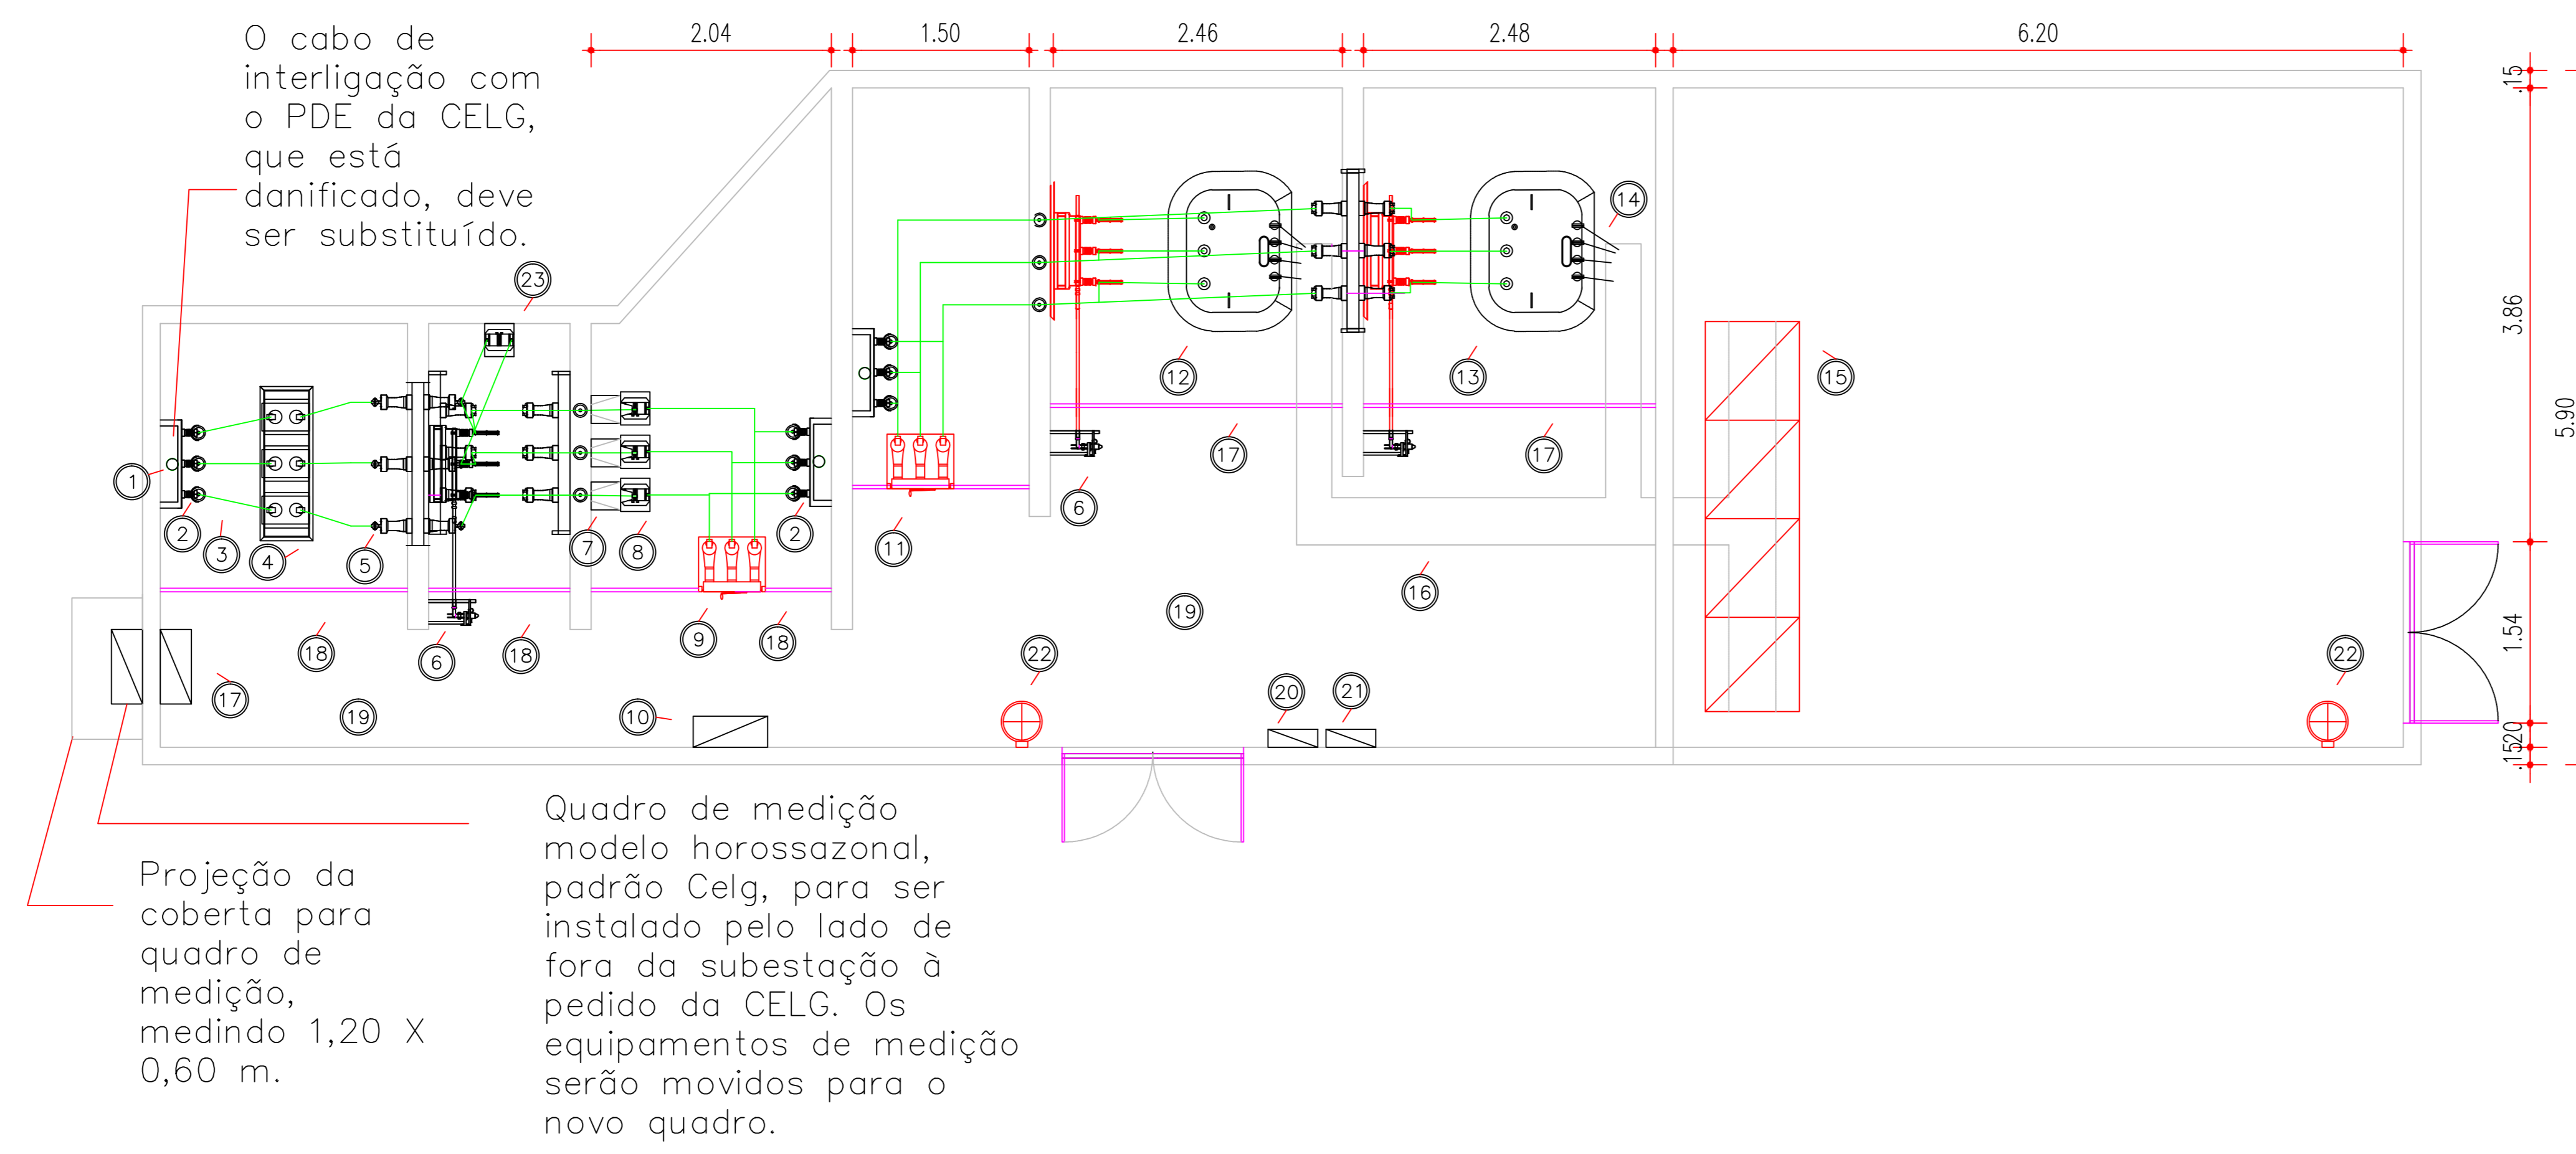 2.04
1.50
2.46
2.48
6.20
O cabo de
interligação com
o PDE da CELG,
que está
danificado, deve
ser substituído.
.15
3.86
5.90
1.54
.20
.15
23
14
12
13
15
1
2
3
4
5
7
8
2
11
6
17
17
16
9
18
19
18
6
18
17
19
10
22
20
21
22
Projeção da
coberta para
quadro de
medição,
medindo 1,20 X
0,60 m.
Quadro de medição
modelo horossazonal,
padrão Celg, para ser
instalado pelo lado de
fora da subestação à
pedido da CELG. Os
equipamentos de medição
serão movidos para o
novo quadro.